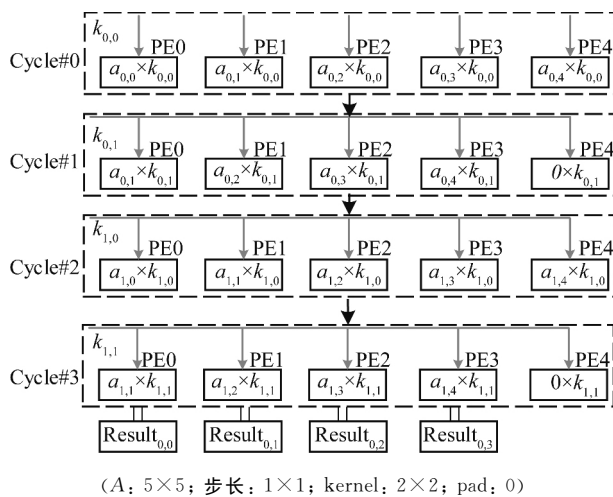 k0,0 PE0 PE1 PE2 PE3 PE4
Cycle#0 a0,0×k0,0 a0,1×k0,0 a0,2×k0,0 a0,3×k0,0 a0,4×k0,0
k0,1 PE0 PE1 PE2 PE3 PE4
Cycle#1 a0,1×k0,1 a0,2×k0,1 a0,3×k0,1 a0,4×k0,1 0×k0,1
k1,0 PE0 PE1 PE2 PE3 PE4
Cycle#2 a1,0×k1,0 a1,1×k1,0 a1,2×k1,0 a1,3×k1,0 a1,4×k1,0
k1,1 PE0 PE1 PE2 PE3 PE4
Cycle#3 a1,1×k1,1 a1,2×k1,1 a1,3×k1,1 a1,4×k1,1 0×k1,1
Result0,0 Result0,1 Result0,2 Result0,3
(A: 5×5; 步长: 1×1; kernel: 2×2; pad: 0)